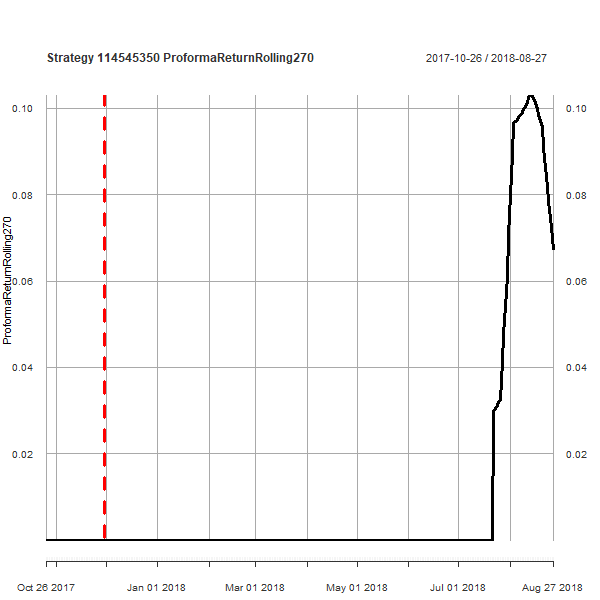 Strategy 114545350 ProformaReturnRolling270
2017-10-26 / 2018-08-27
0.10
0.10
0.08
0.08
ProformaReturnRolling270
0.06
0.06
0.04
0.04
0.02
0.02
Oct 26 2017
Jan 01 2018
Mar 01 2018
May 01 2018
Jul 01 2018
Aug 27 2018